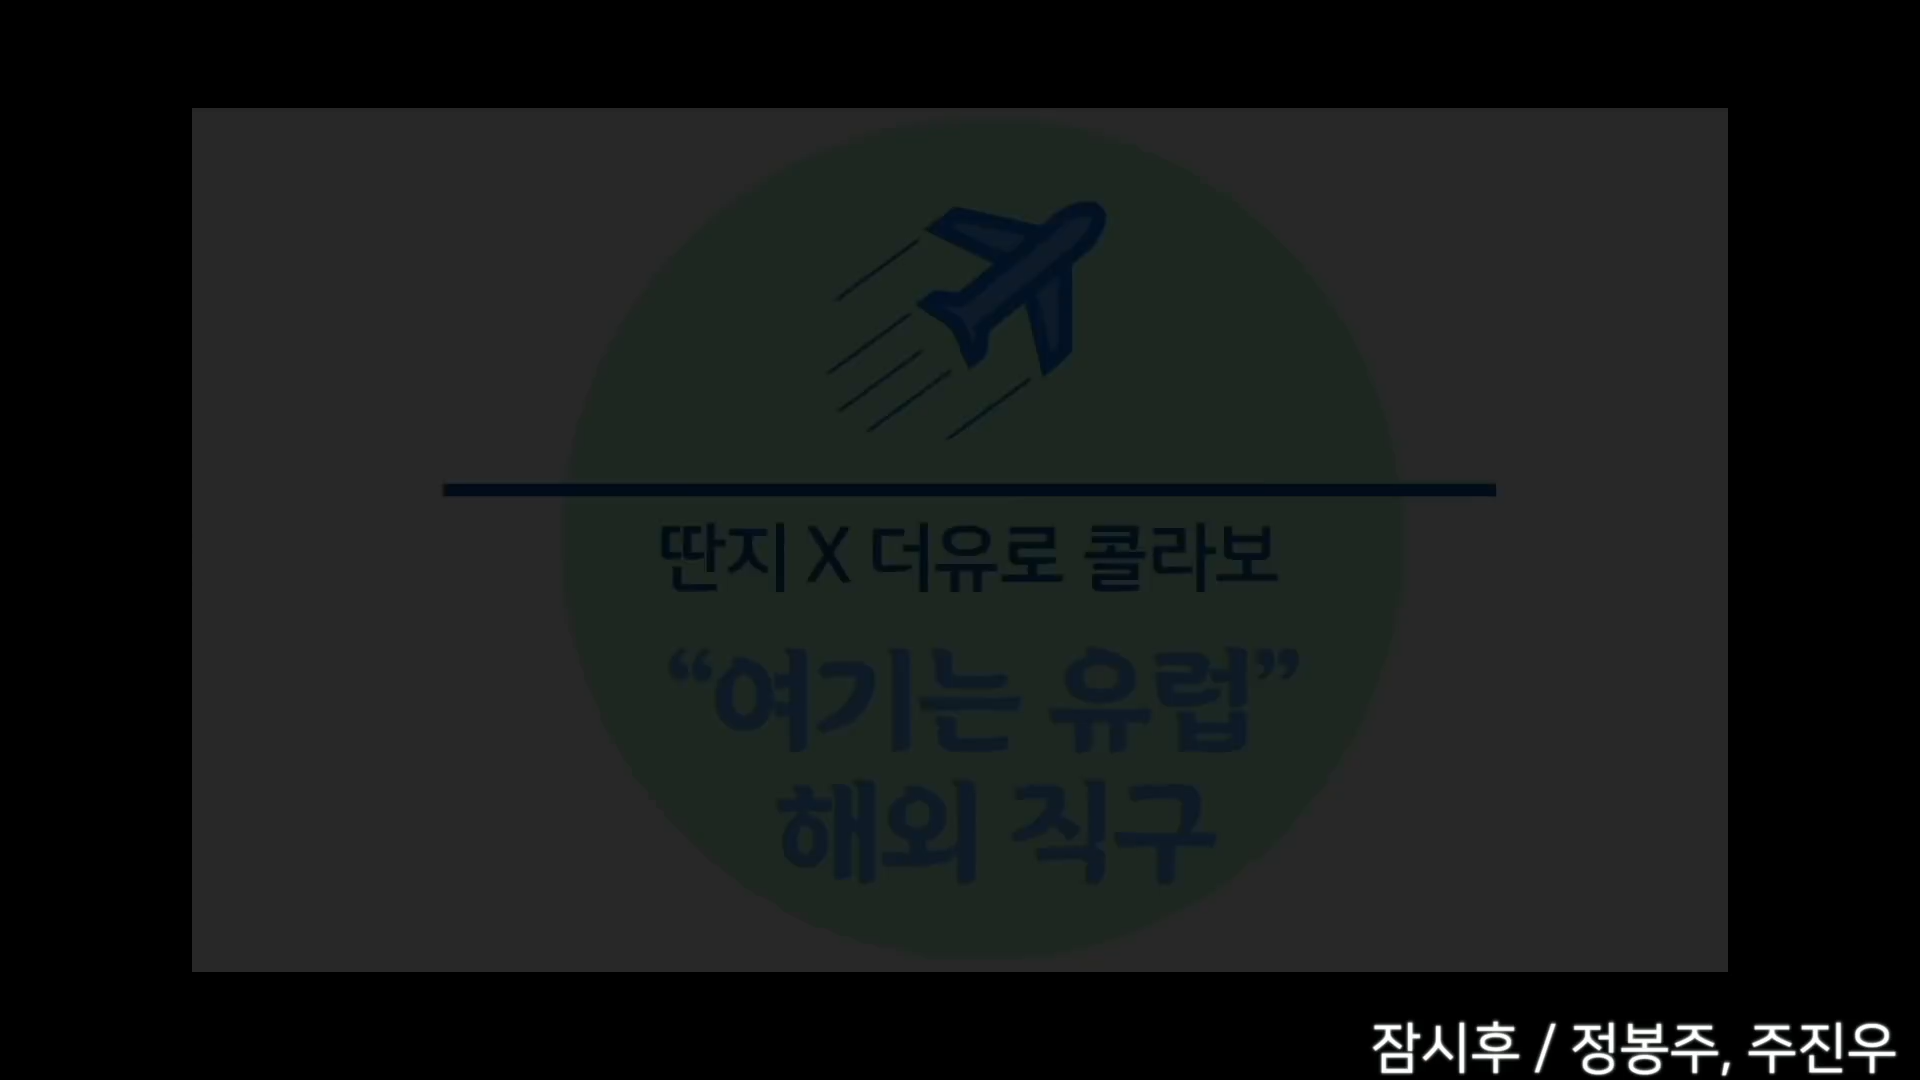 딴지 X 더유로 콜라보
“여기는 유럽”
해외 직구
잠시후 / 정봉주, 주진우